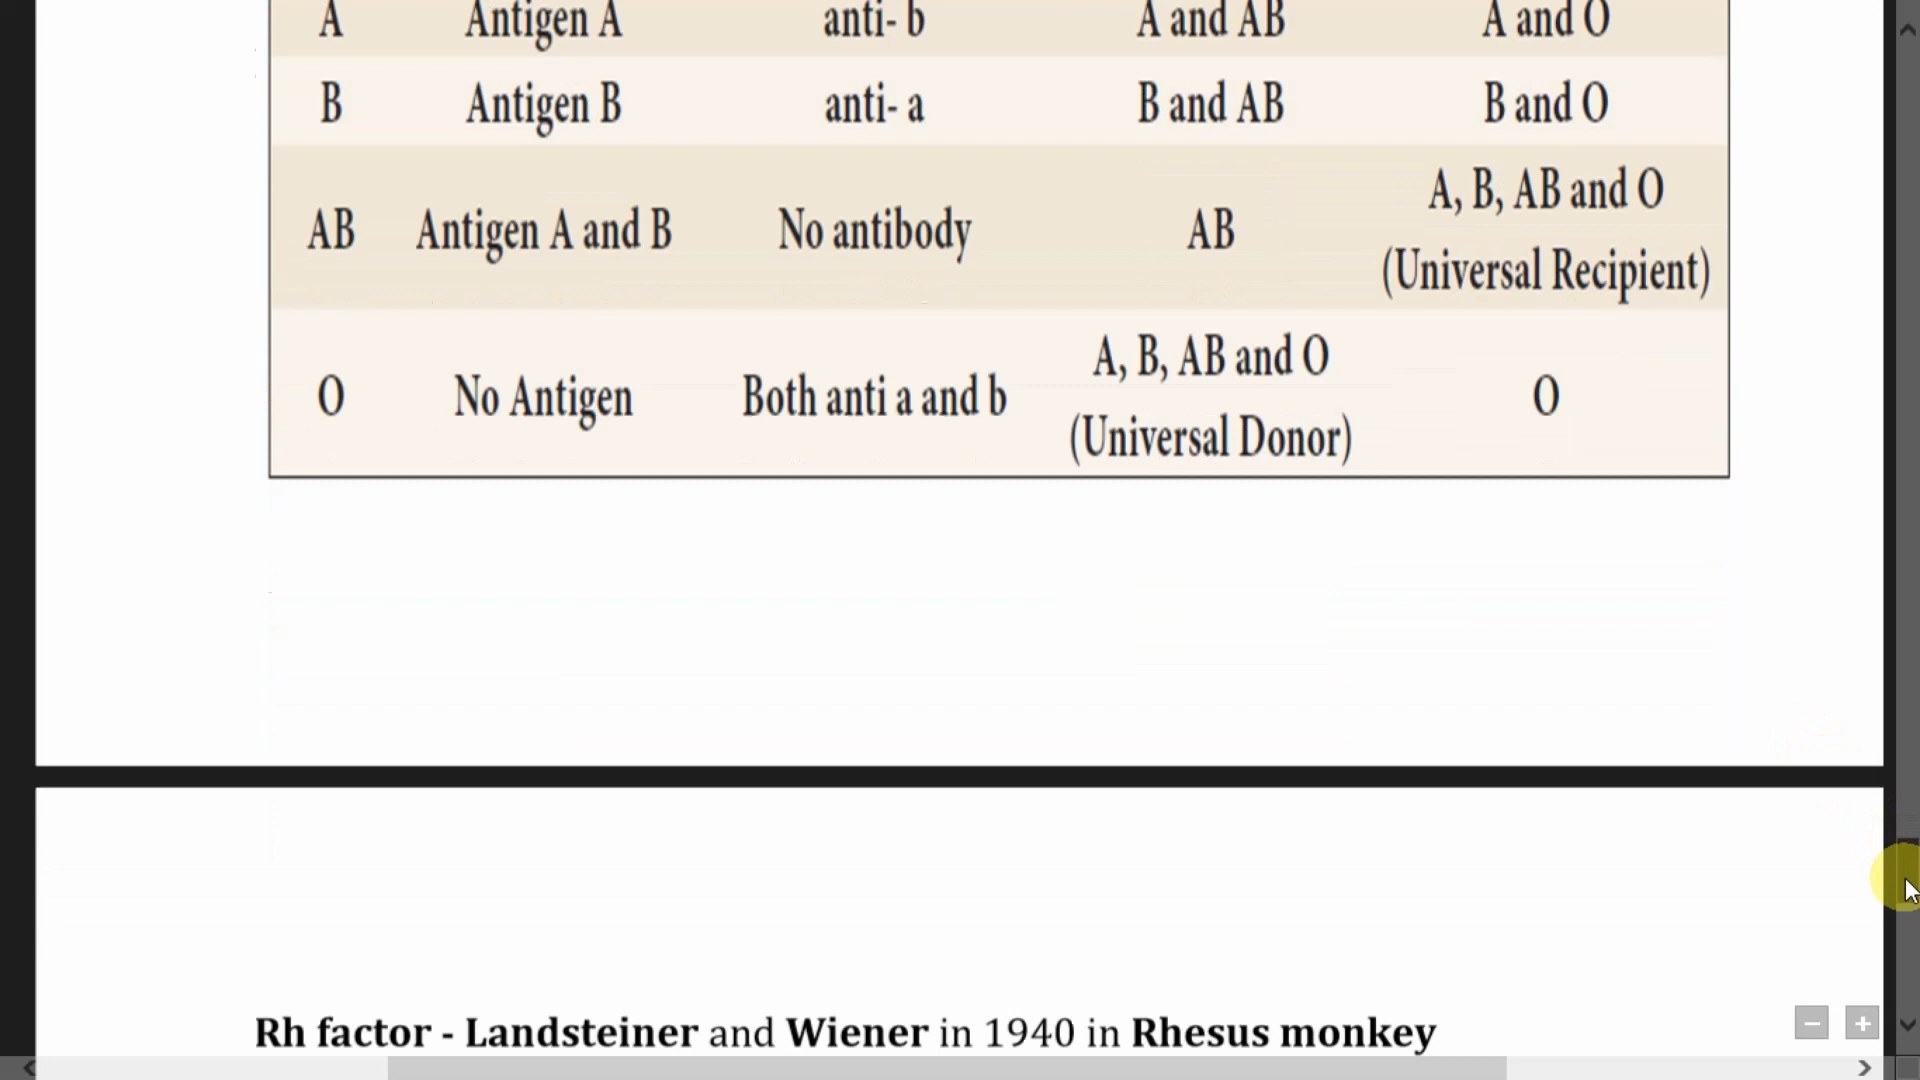 A Antigen A anti- b A and AB A and O
B Antigen B anti- a B and AB B and O
AB Antigen A and B No antibody AB A, B, AB and O
(Universal Recipient)
O No Antigen Both anti a and b A, B, AB and O
(Universal Donor) O
Rh factor - Landsteiner and Wiener in 1940 in Rhesus monkey